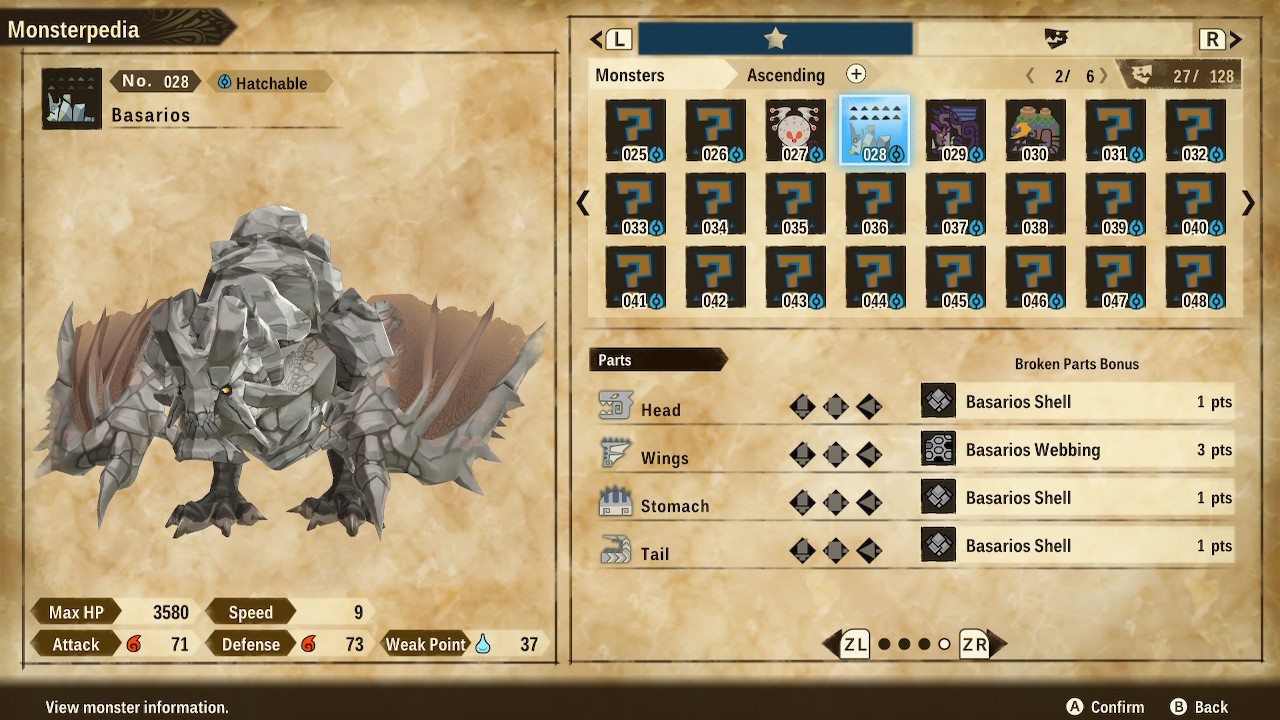 Monsterpedia
No. 028
Hatchable
Basarios
Max HP 3580
Speed 9
Attack 71
Defense 73
Weak Point 37
L
R
Monsters
Ascending
2/ 6
27/ 128
025 026 027 028 029 030 031 032
033 034 035 036 037 038 039 040
041 042 043 044 045 046 047 048
Parts
Broken Parts Bonus
Head Basarios Shell 1 pts
Wings Basarios Webbing 3 pts
Stomach Basarios Shell 1 pts
Tail Basarios Shell 1 pts
ZL ZR
View monster information.
A Confirm B Back